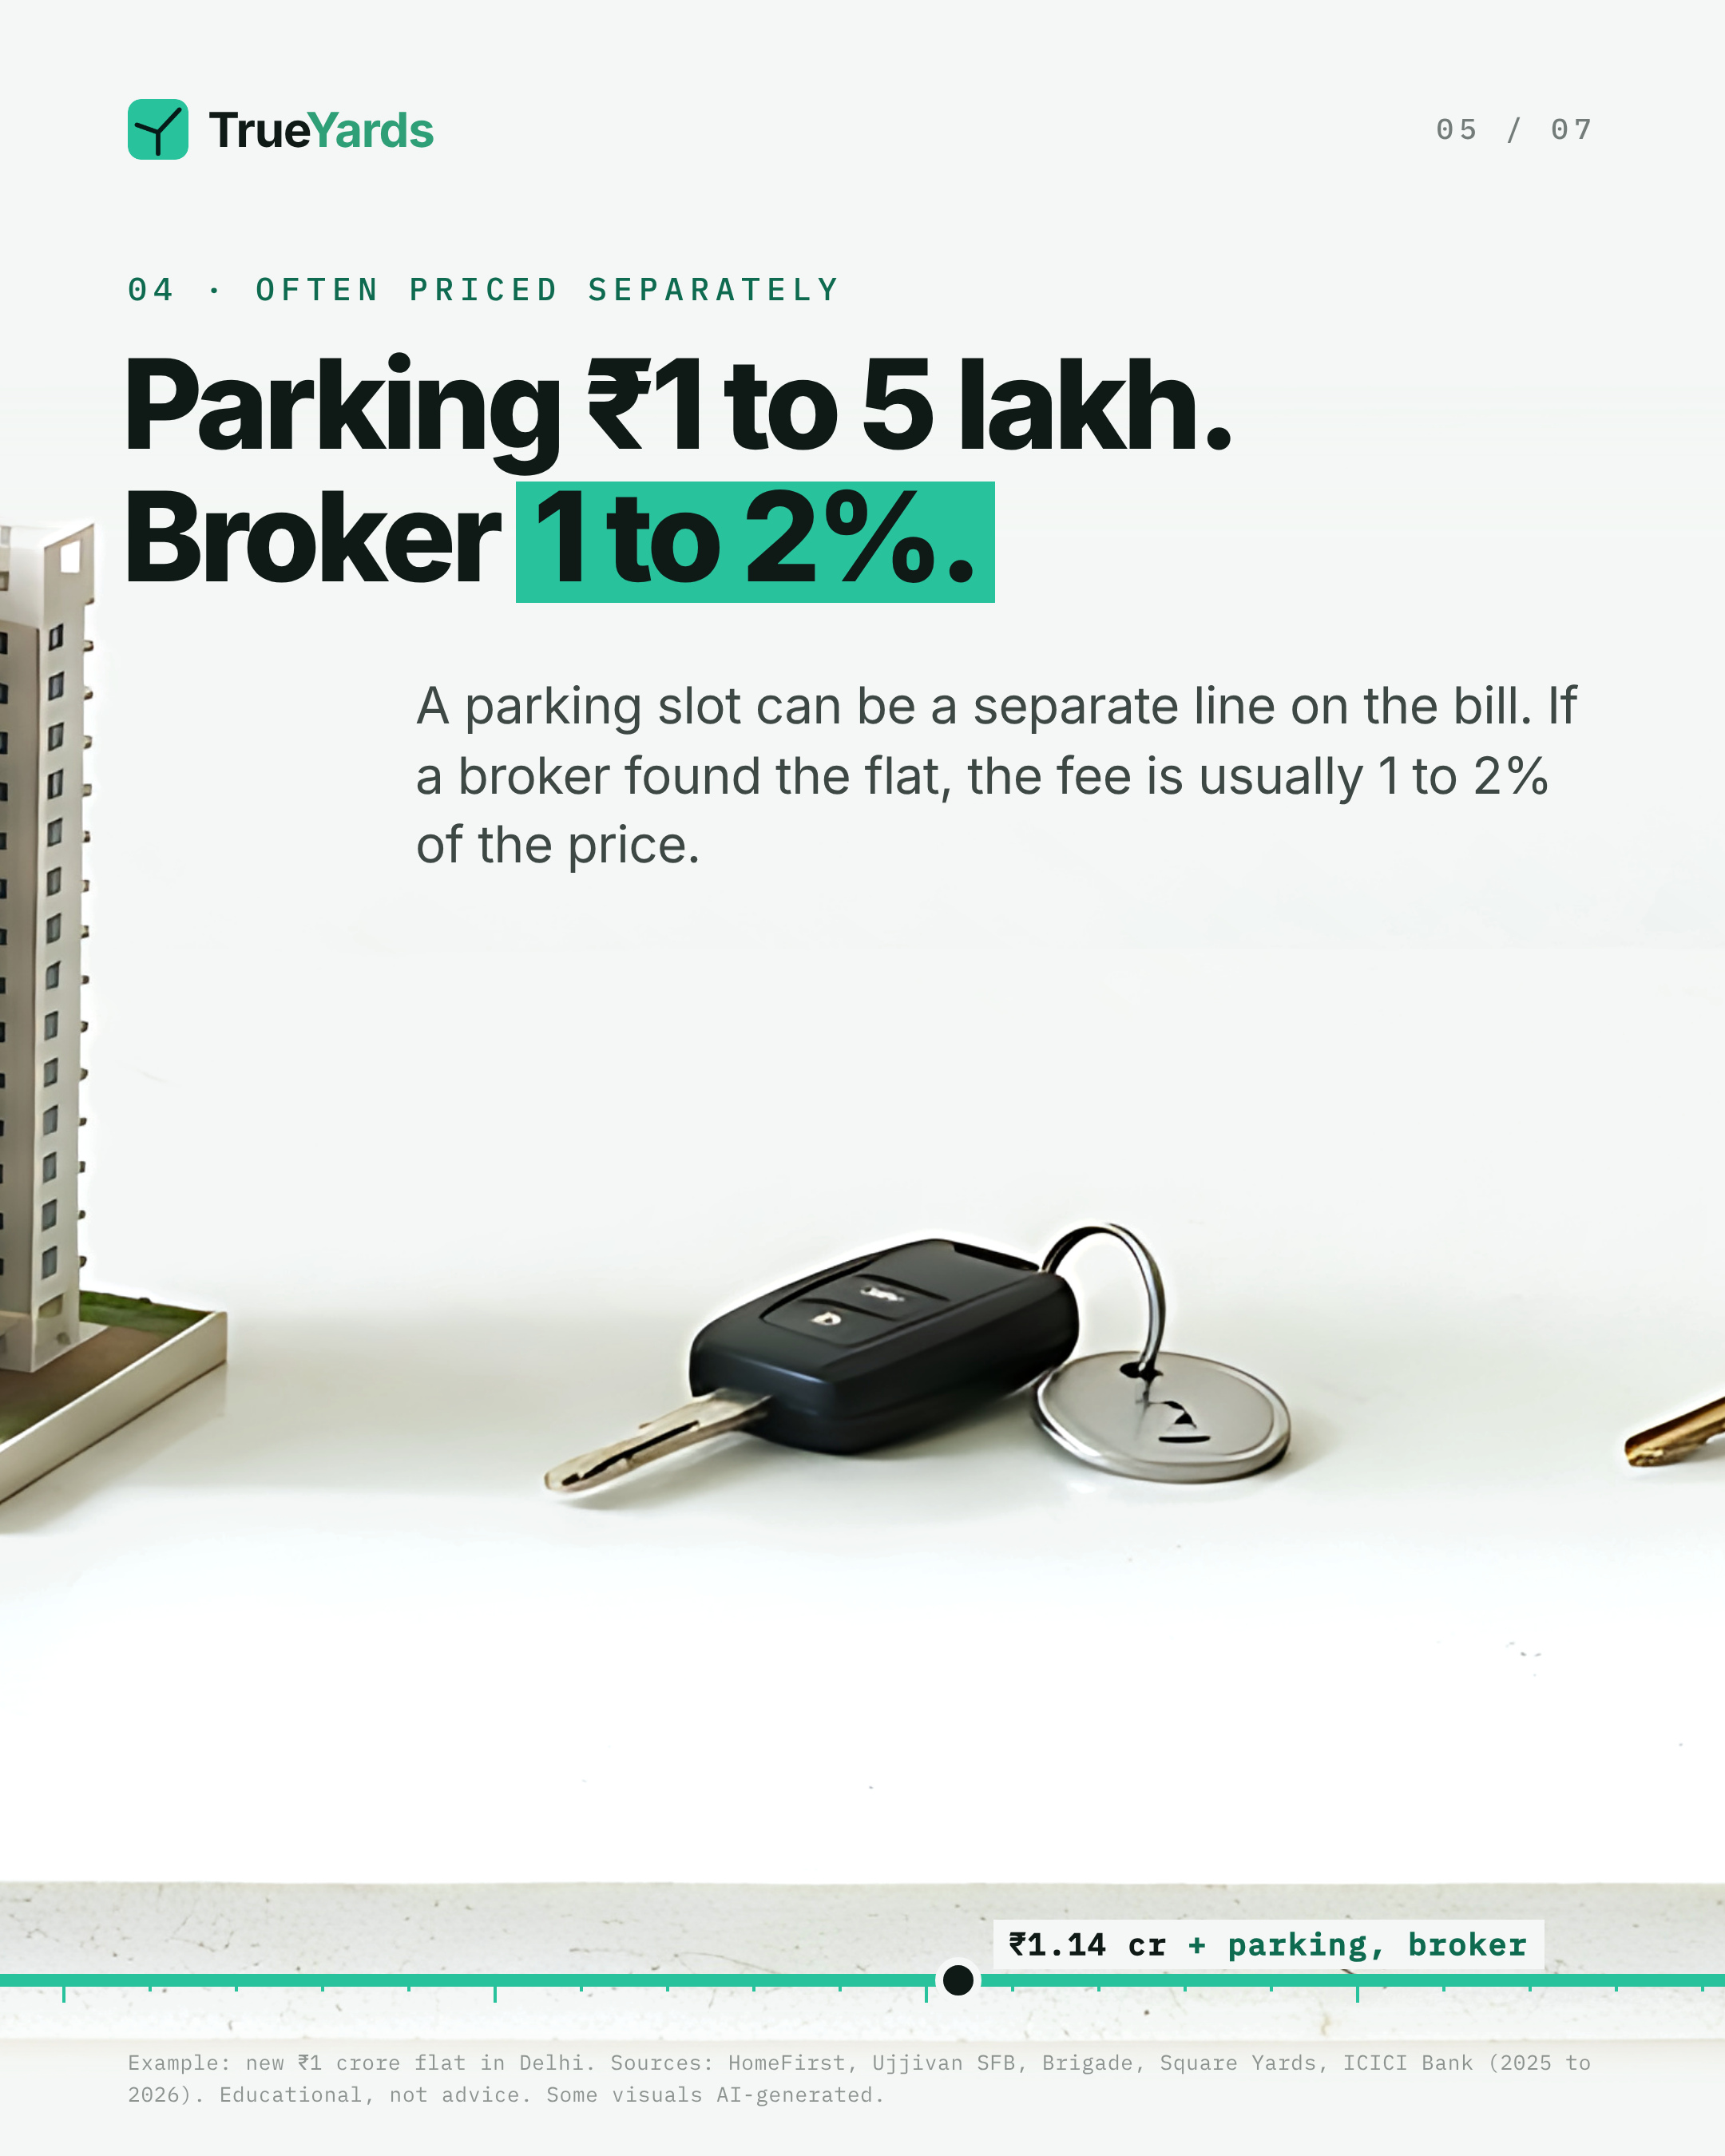 TrueYards
05 / 07
04 · OFTEN PRICED SEPARATELY
Parking ₹1 to 5 lakh.
Broker 1 to 2%.
A parking slot can be a separate line on the bill. If
a broker found the flat, the fee is usually 1 to 2%
of the price.
₹1.14 cr + parking, broker
Example: new ₹1 crore flat in Delhi. Sources: HomeFirst, Ujjivan SFB, Brigade, Square Yards, ICICI Bank (2025 to
2026). Educational, not advice. Some visuals AI-generated.